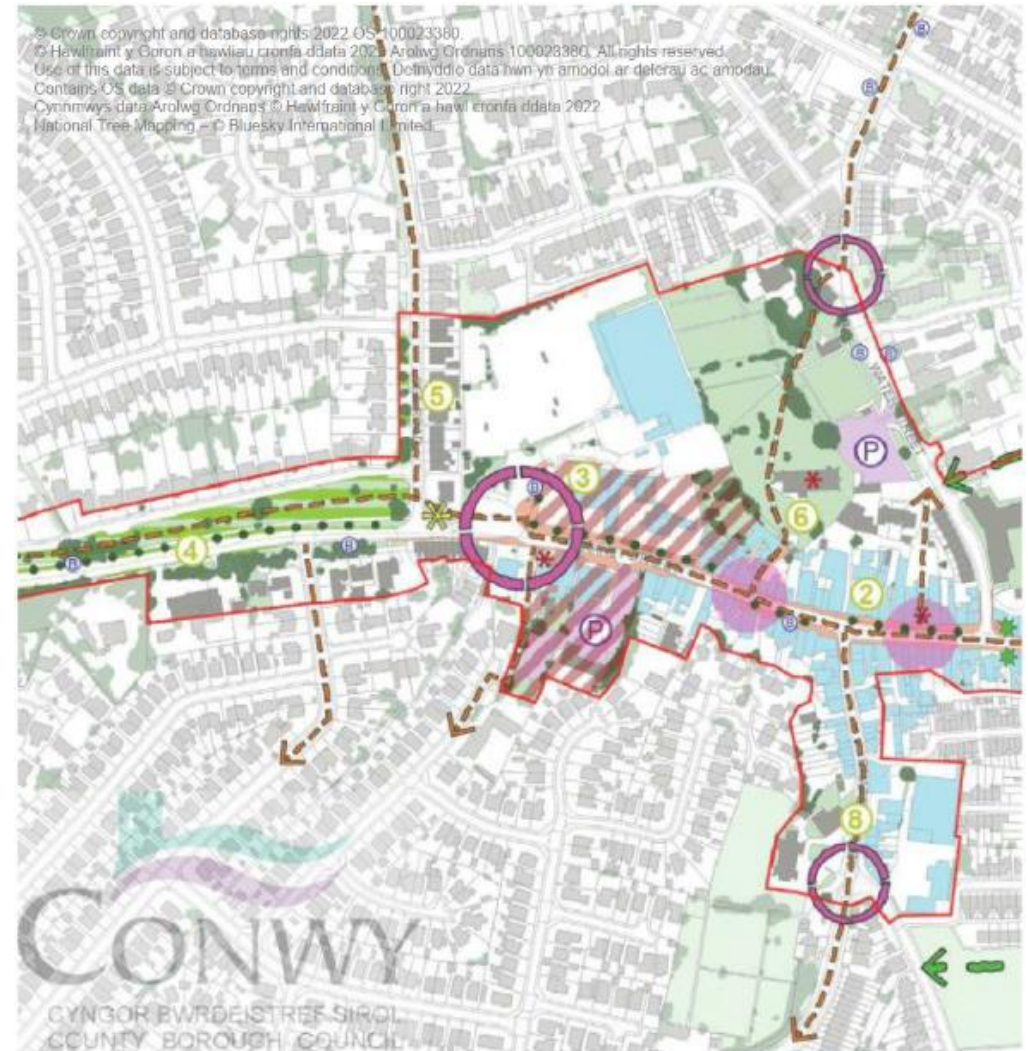 © Crown copyright and database rights 2022 OS 100023380.
© Hawlfraint y Goron a hawliau cronfa ddata 2022 Arolwg Ordnans 100023380. All rights reserved.
Use of this data is subject to terms and conditions. Defnyddio data hwn yn amodol ar delerau ac amodau.
Contains OS data © Crown copyright and database right 2022
Cynnwys data Arolwg Ordnans © Hawlfraint y Goron a hawl cronfa ddata 2022
National Tree Mapping – © Bluesky International Limited.
B
B
B
B
WATER STREET
5
P
3
B
6
4
B
B
2
P
B
8
CONWY
CYNGOR BWRDEISTREF SIROL
COUNTY BOROUGH COUNCIL